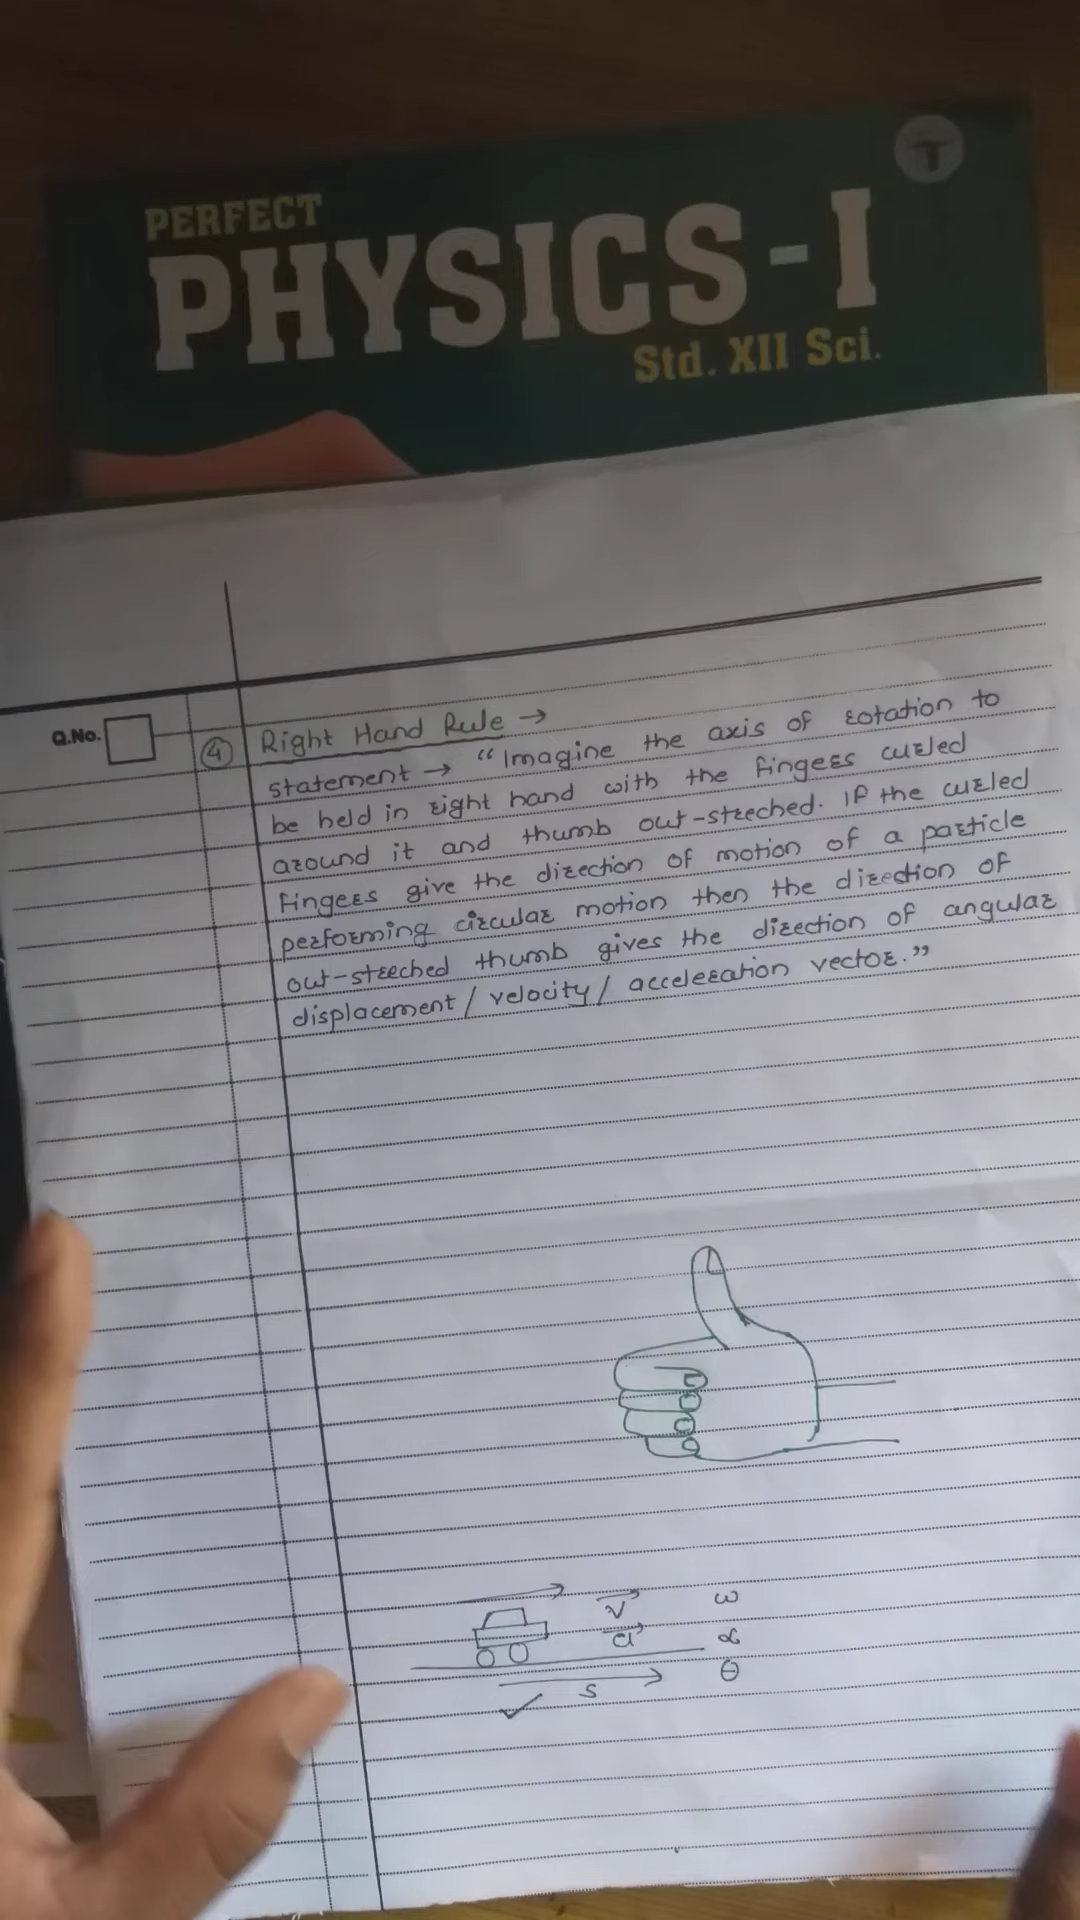 PERFECT
PHYSICS-I
Std. XII Sci.
T
Q.No.
4 Right Hand Rule →
statement → “Imagine the axis of rotation to
be held in right hand with the fingers curled
around it and thumb out-streched. If the curled
fingers give the direction of motion of a particle
performing circular motion then the direction of
out-streched thumb gives the direction of angular
displacement / velocity / acceleration vector.”
v ω
a α
s θ